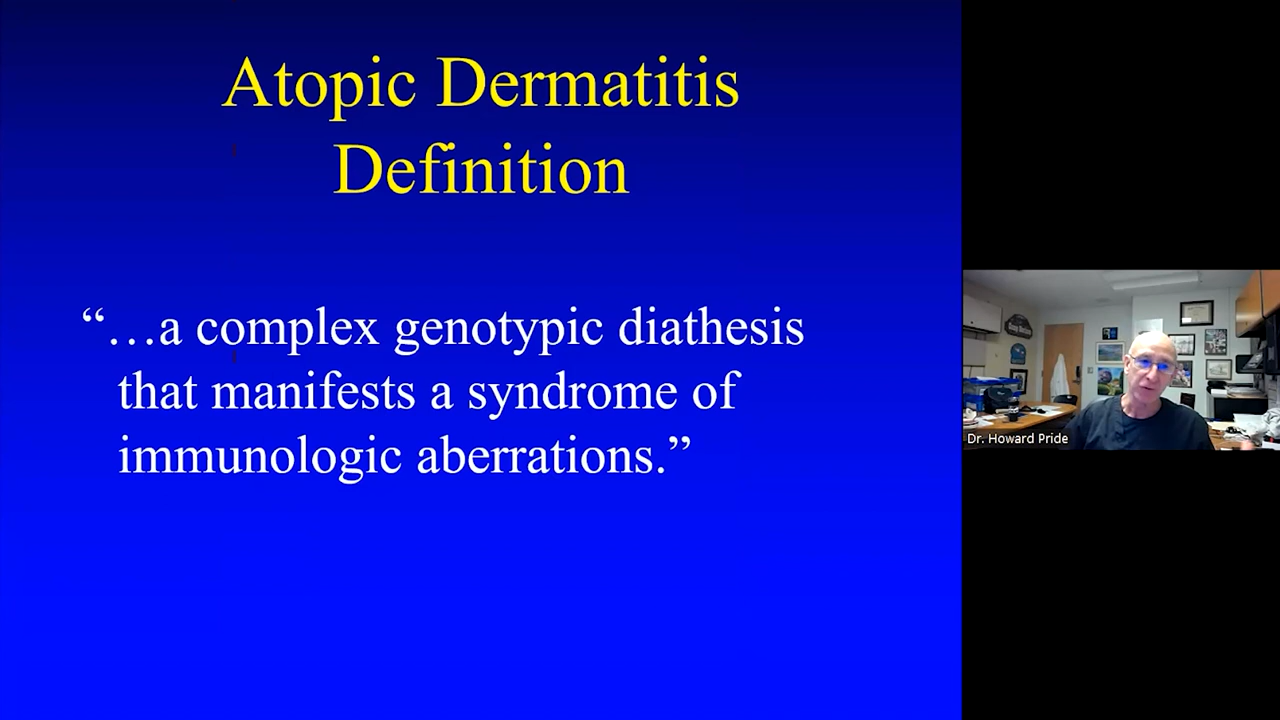 Atopic Dermatitis
Definition
“…a complex genotypic diathesis
that manifests a syndrome of
immunologic aberrations.”
Dr. Howard Pride